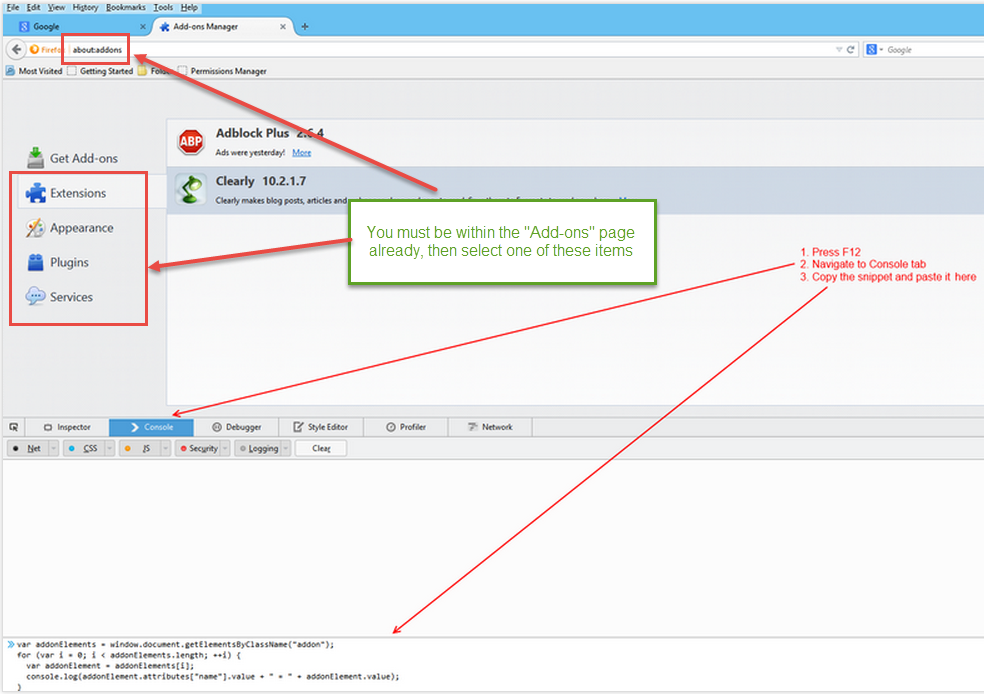 File Edit View History Bookmarks Tools Help
Google
Add-ons Manager
Firefox about:addons
Google
Most Visited Getting Started Permissions Manager
Get Add-ons
Extensions
Appearance
Plugins
Services
Adblock Plus 2.6.4
Ads were yesterday! More
Clearly 10.2.1.7
Clearly makes blog posts, articles and
You must be within the "Add-ons" page
already, then select one of these items
1. Press F12
2. Navigate to Console tab
3. Copy the snippet and paste it here
Inspector Console Debugger Style Editor Profiler Network
Net CSS JS Security Logging Clear
var addonElements = window.document.getElementsByClassName("addon");
for (var i = 0; i < addonElements.length; ++i) {
var addonElement = addonElements[i];
console.log(addonElement.attributes["name"].value + " = " + addonElement.value);
}